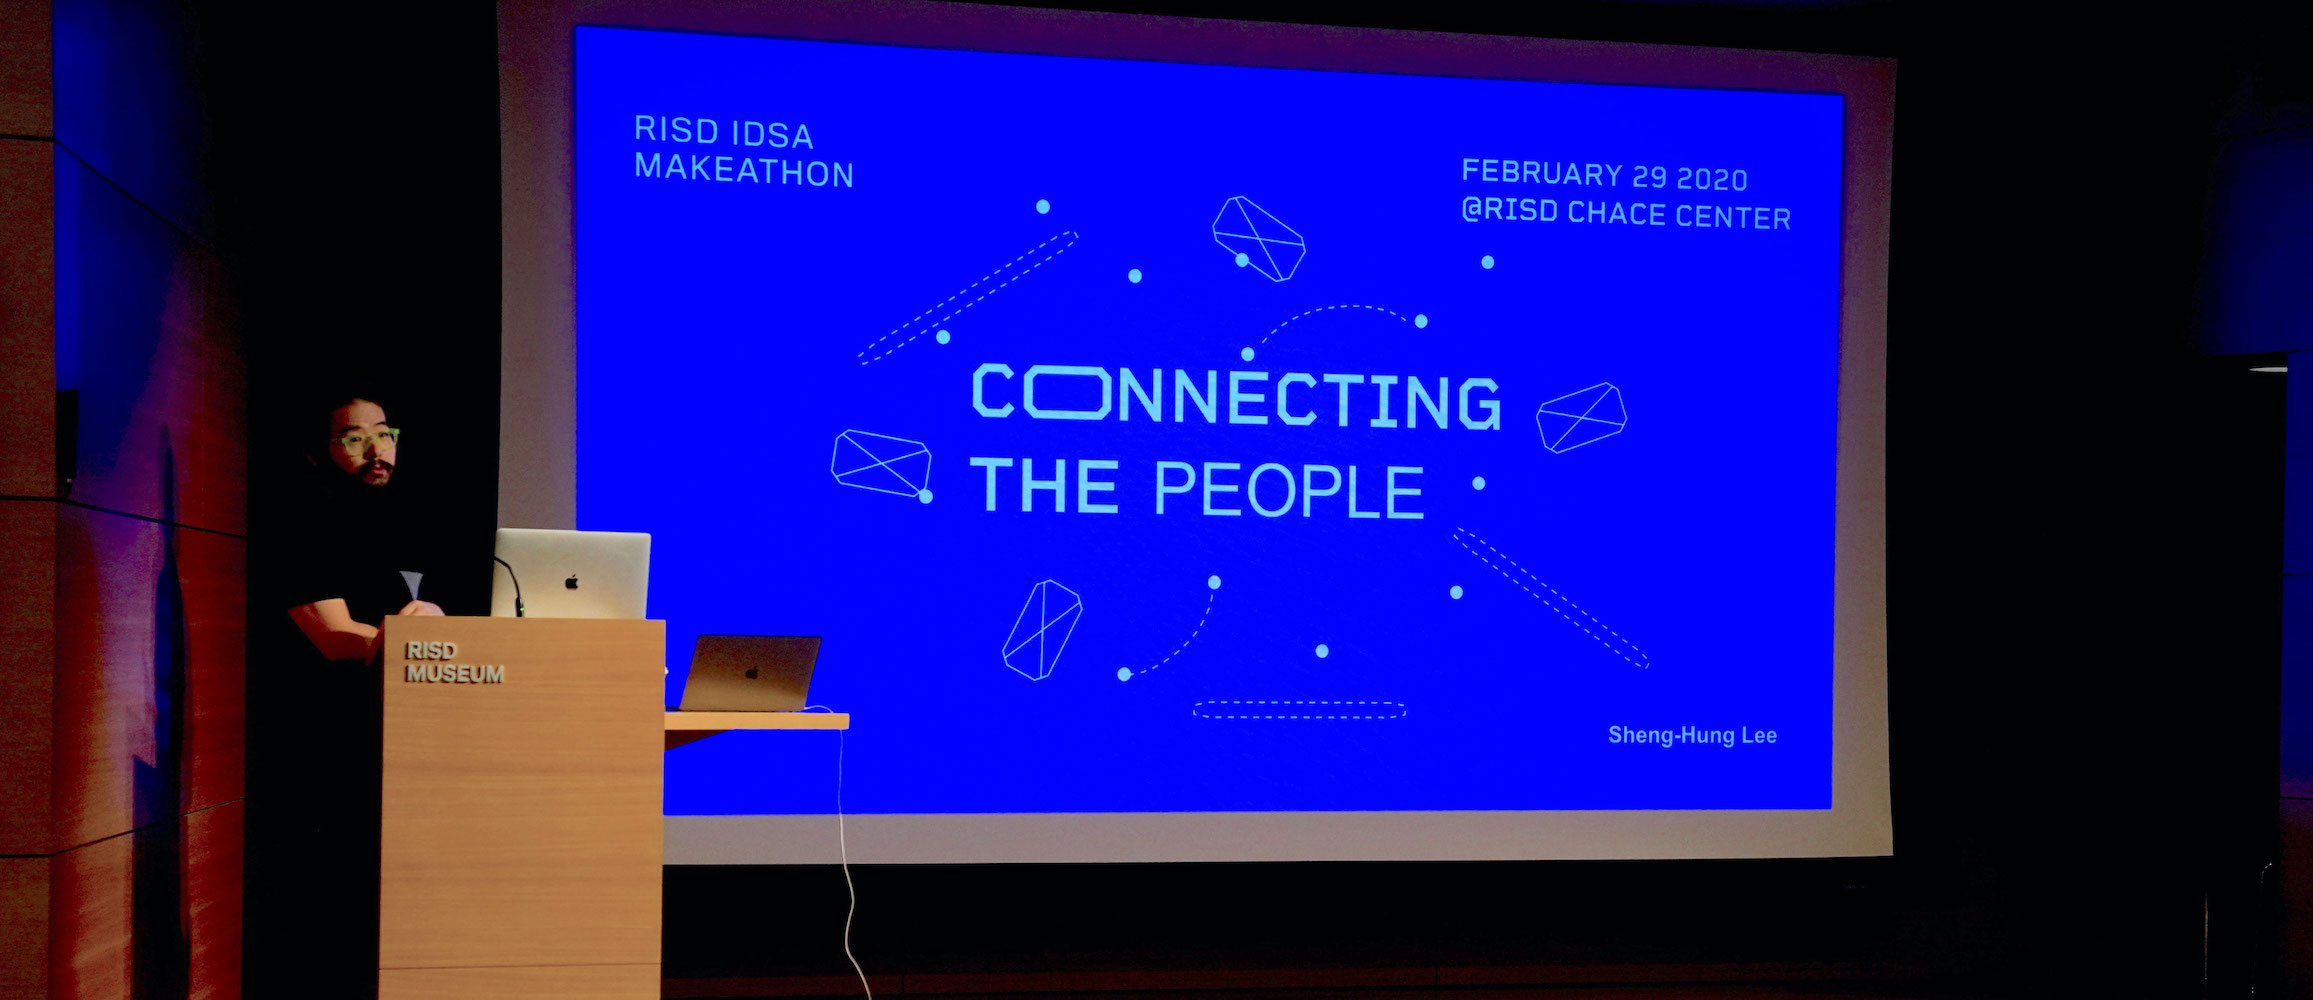 RISD IDSA
MAKEATHON
FEBRUARY 29 2020
@RISD CHACE CENTER
CONNECTING
THE PEOPLE
Sheng-Hung Lee
RISD
MUSEUM